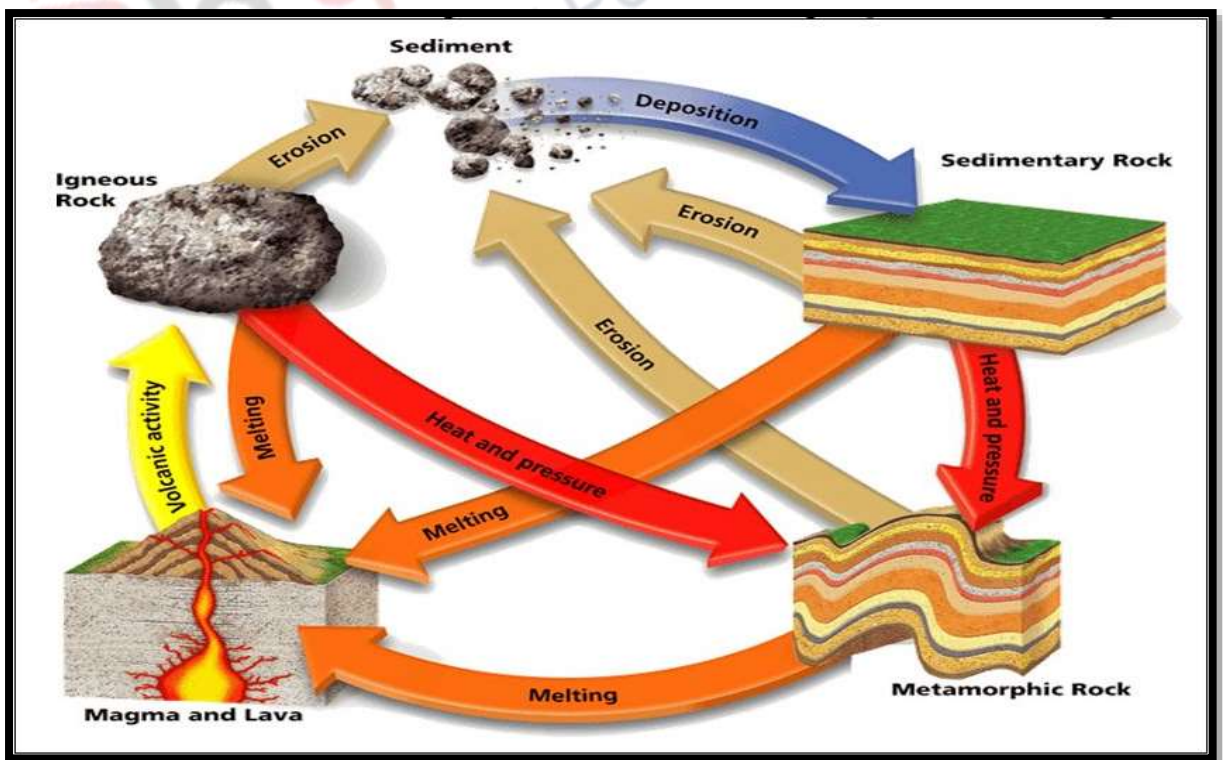 Sediment
Deposition
Erosion
Sedimentary Rock
Igneous
Rock
Erosion
Erosion
Heat and pressure
Melting
Volcanic activity
Heat and pressure
Melting
Melting
Metamorphic Rock
Magma and Lava